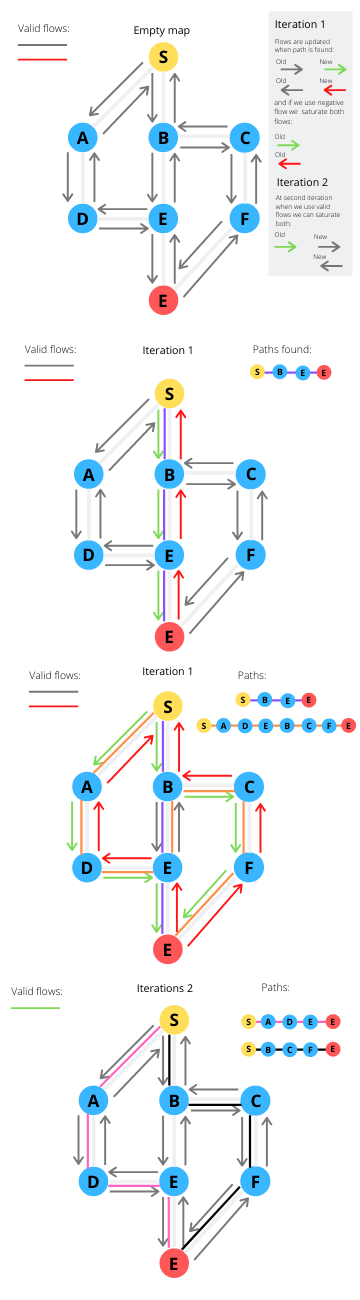 Valid flows:
Empty map
Iteration 1
Flows are updated
when path is found:
Old New
Old New
and if we use negative
flow we saturate both
flows:
Old
Old
Iteration 2
At second iteration
when we use valid
flows we can saturate
both:
Old New
New
S
A B C
D E F
E
Valid flows:
Iteration 1
Paths found:
S B E E
S
A B C
D E F
E
Valid flows:
Iteration 1
Paths:
S B E E
S A D E B C F E
S
A B C
D E F
E
Valid flows:
Iterations 2
Paths:
S A D E E
S B C F E
S
A B C
D E F
E